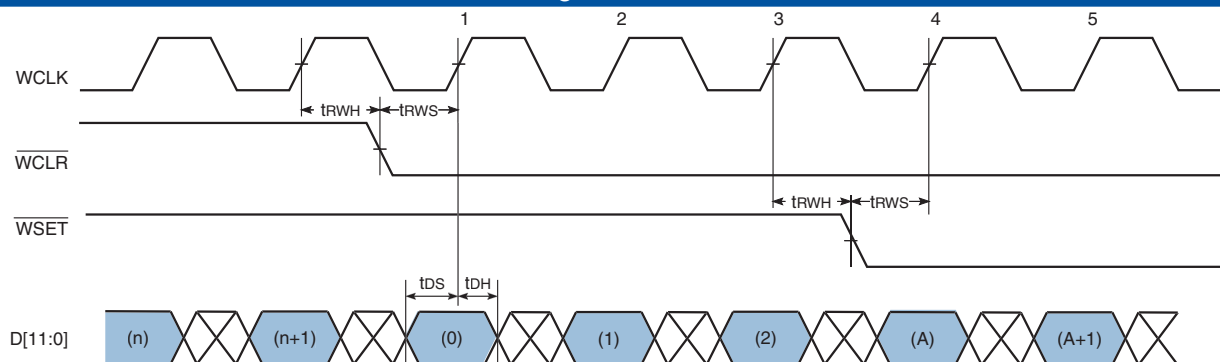 1 2 3 4 5
WCLK
tRWH tRWS
WCLR
tRWH tRWS
WSET
tDS tDH
D[11:0] (n) (n+1) (0) (1) (2) (A) (A+1)